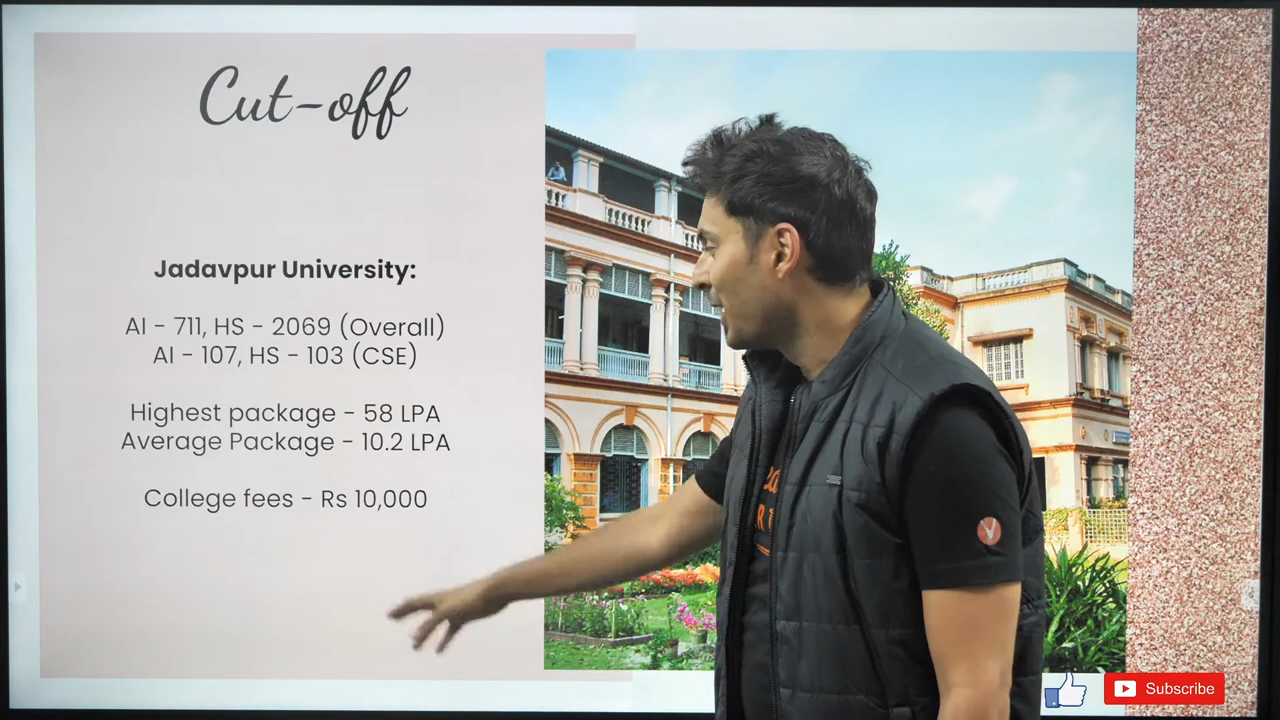 Cut-off
Jadavpur University:
AI - 711, HS - 2069 (Overall)
AI - 107, HS - 103 (CSE)
Highest package - 58 LPA
Average Package - 10.2 LPA
College fees - Rs 10,000
V
Subscribe